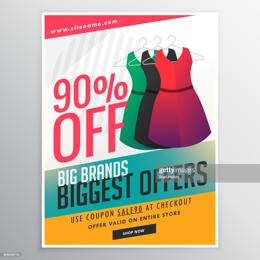 www.sitename.com
90%
OFF
gettyimages
BIG BRANDS
BIGGEST OFFERS
USE COUPON SALE90 AT CHECKOUT
OFFER VALID ON ENTIRE STORE
SHOP NOW